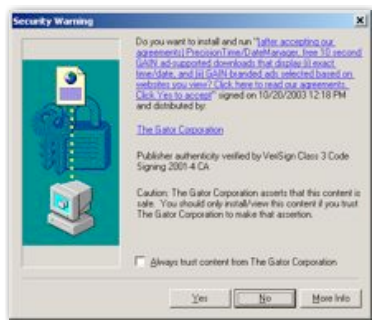 Security Warning
Do you want to install and run "[after accepting our
agreements] PrecisionTime/DateManager, free 10 second
GAIN ad-supported downloads that display (i) exact
time/date, and (ii) GAIN branded ads selected based on
websites you view? Click here to read our agreements.
Click Yes to accept" signed on 10/20/2003 12:18 PM
and distributed by:
The Gator Corporation
Publisher authenticity verified by VeriSign Class 3 Code
Signing 2001-4 CA
Caution: The Gator Corporation asserts that this content is
safe. You should only install/view this content if you trust
The Gator Corporation to make that assertion.
Always trust content from The Gator Corporation
Yes No More Info